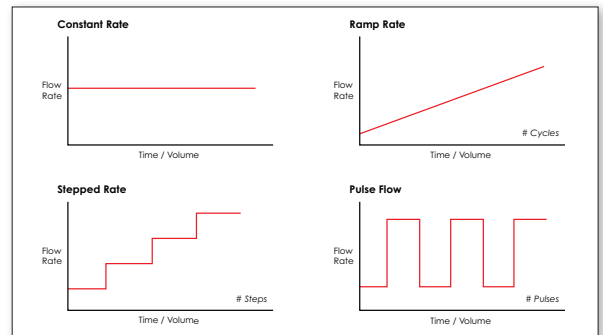 Constant Rate
Ramp Rate
Flow
Rate
Time / Volume
Flow
Rate
# Cycles
Time / Volume
Stepped Rate
Pulse Flow
Flow
Rate
# Steps
Time / Volume
Flow
Rate
# Pulses
Time / Volume